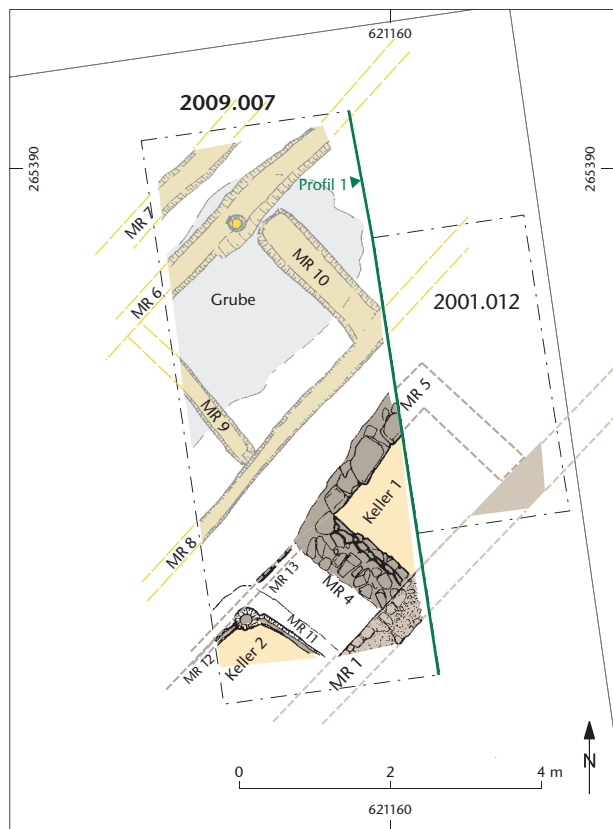 621160
2009.007
265390
265390
Profil 1
MR 7
MR 10
MR 6
Grube
2001.012
MR 5
MR 9
Keller 1
MR 8
MR 13
MR 4
MR 11
Keller 2
MR 12
MR 1
N
0 2 4 m
621160